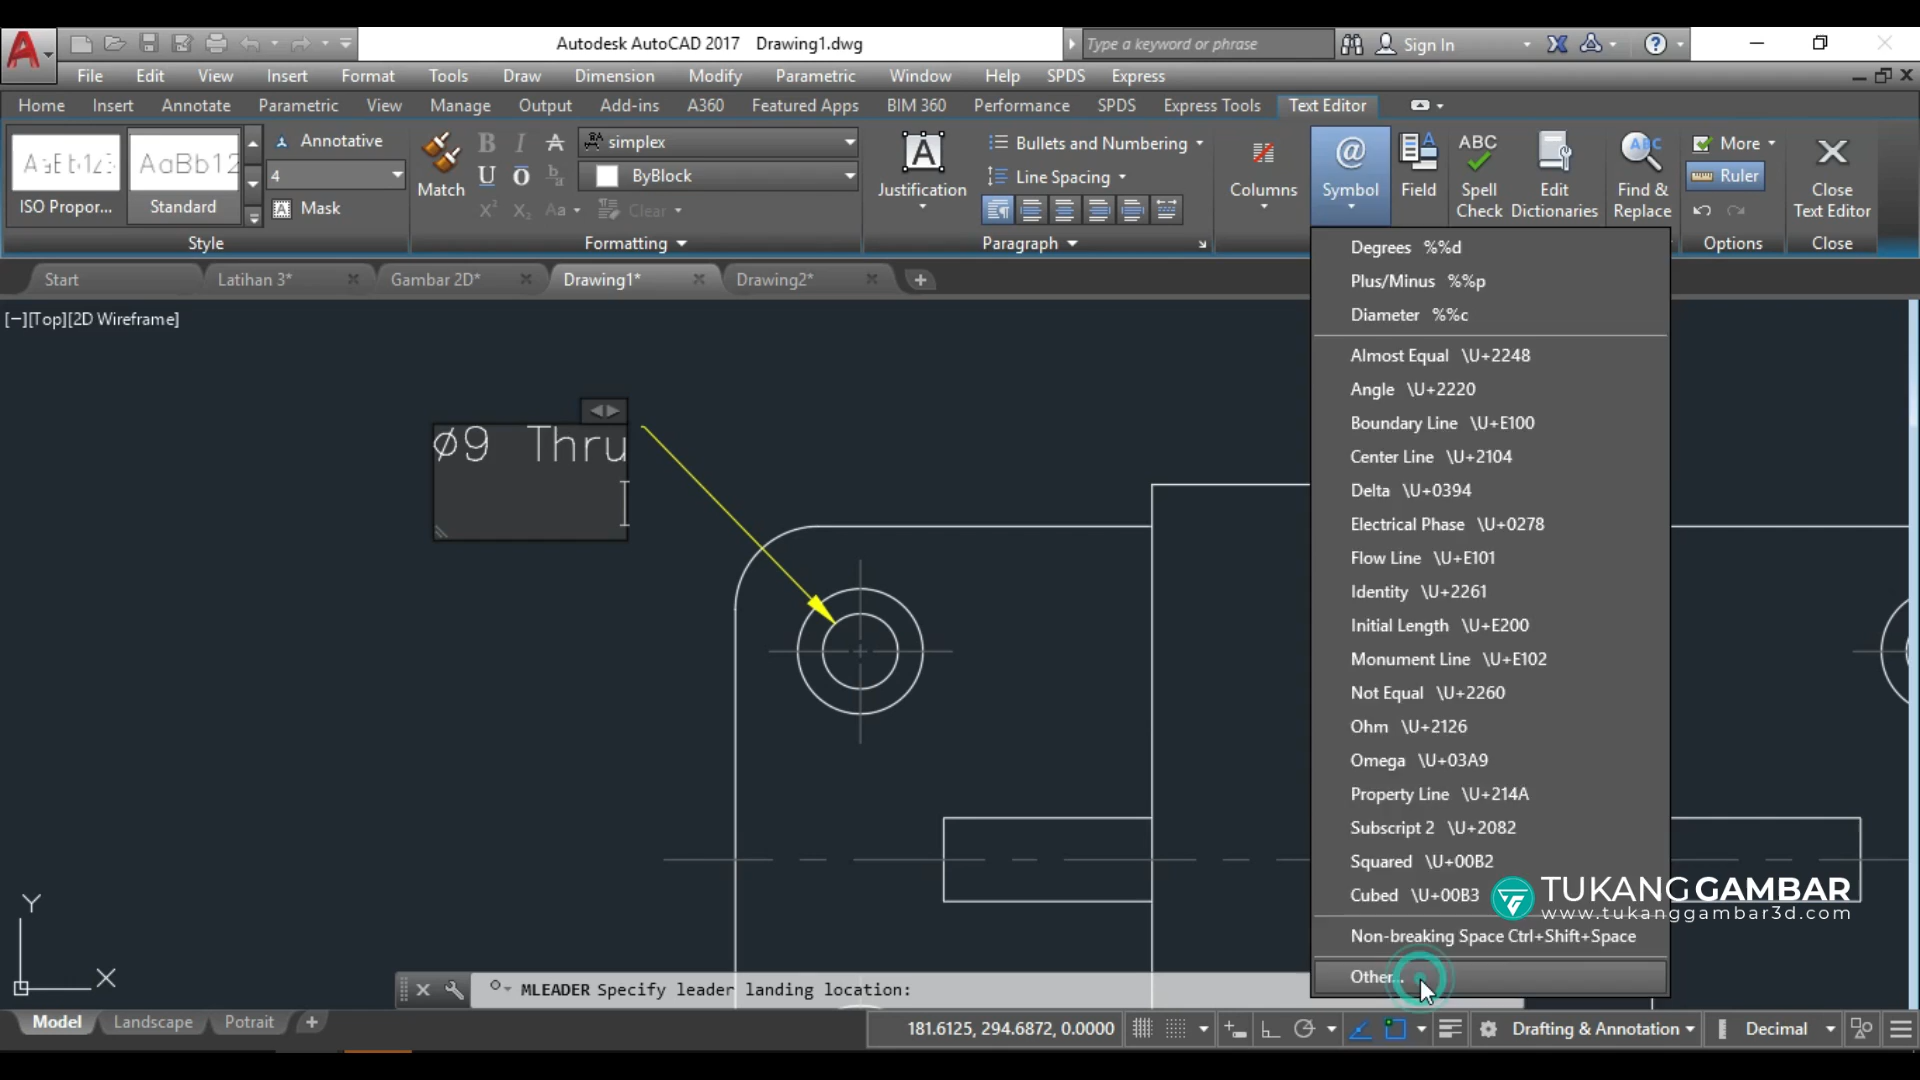 Autodesk AutoCAD 2017 Drawing1.dwg
Type a keyword or phrase
Sign In
File Edit View Insert Format Tools Draw Dimension Modify Parametric Window Help SPDS Express
Home Insert Annotate Parametric View Manage Output Add-ins A360 Featured Apps BIM 360 Performance SPDS Express Tools Text Editor
AaBb123
ISO Propor...
AaBb12
Standard
Annotative
4
Mask
Style
Match
B I A
U O b/a
X² X₂ Aa Clear
simplex
ByBlock
Formatting
A
Justification
Bullets and Numbering
Line Spacing
Paragraph
Columns
@
Symbol
Field
ABC
Spell
Check
Edit
Dictionaries
ABC
Find &
Replace
More
Ruler
Options
Close
Text Editor
Close
Start Latihan 3* Gambar 2D* Drawing1* Drawing2*
[−][Top][2D Wireframe]
Degrees %%d
Plus/Minus %%p
Diameter %%c
Almost Equal \U+2248
Angle \U+2220
Boundary Line \U+E100
Center Line \U+2104
Delta \U+0394
Electrical Phase \U+0278
Flow Line \U+E101
Identity \U+2261
Initial Length \U+E200
Monument Line \U+E102
Not Equal \U+2260
Ohm \U+2126
Omega \U+03A9
Property Line \U+214A
Subscript 2 \U+2082
Squared \U+00B2
Cubed \U+00B3
Non-breaking Space Ctrl+Shift+Space
Other...
ø9 Thru
TUKANG GAMBAR
www.tukanggambar3d.com
Y
X
MLEADER Specify leader landing location:
Model Landscape Potrait
181.6125, 294.6872, 0.0000
Drafting & Annotation
Decimal